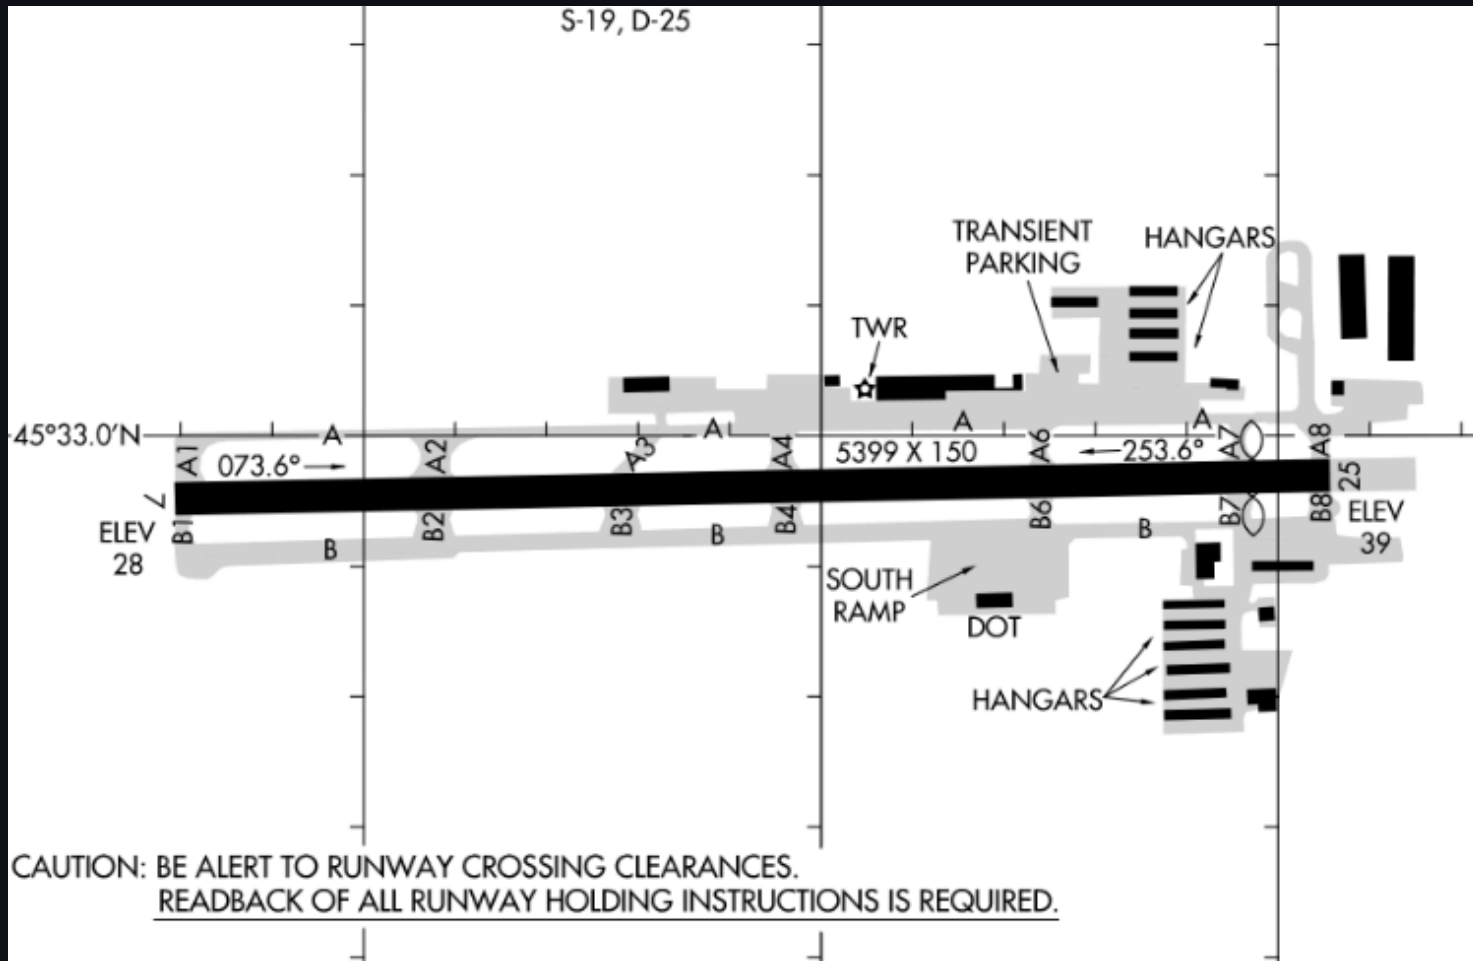 S-19, D-25
TRANSIENT
PARKING
HANGARS
TWR
45°33.0'N
A
A
A
A
A1
A2
A3
A4
A6
A7
A8
073.6°
5399 X 150
253.6°
7
25
ELEV
28
ELEV
39
B1
B2
B3
B4
B6
B7
B8
B
B
B
SOUTH
RAMP
DOT
HANGARS
CAUTION: BE ALERT TO RUNWAY CROSSING CLEARANCES.
READBACK OF ALL RUNWAY HOLDING INSTRUCTIONS IS REQUIRED.